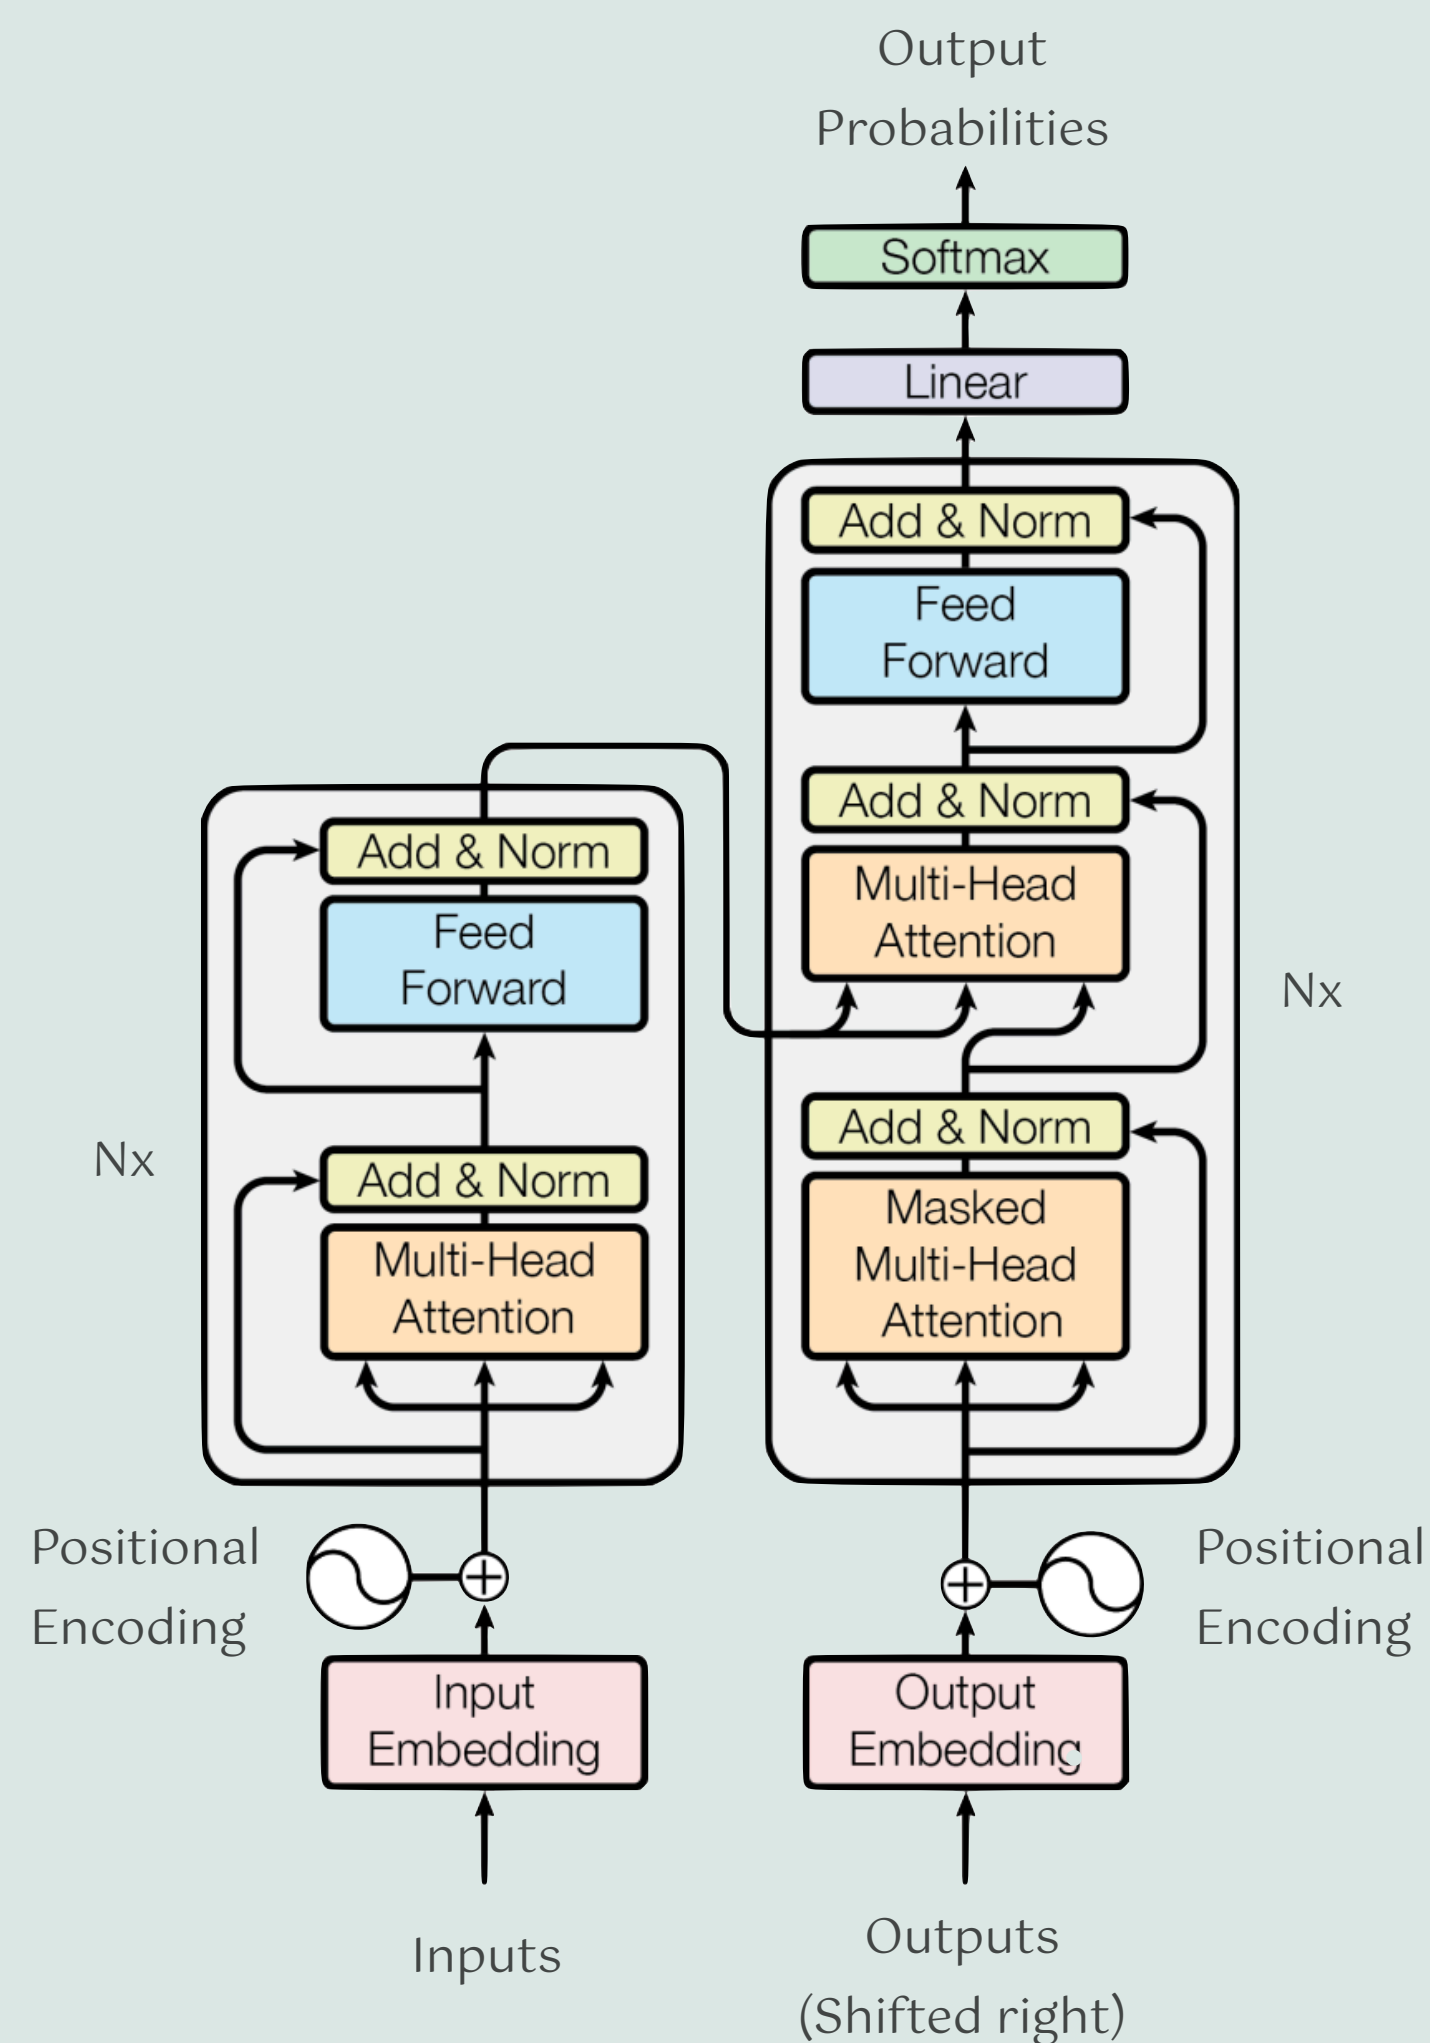 Output
Probabilities
Softmax
Linear
Add & Norm
Feed
Forward
Add & Norm
Multi-Head
Attention
Nx
Add & Norm
Masked
Multi-Head
Attention
Add & Norm
Feed
Forward
Nx
Add & Norm
Multi-Head
Attention
Positional
Encoding
Positional
Encoding
Input
Embedding
Output
Embedding
Inputs
Outputs
(Shifted right)